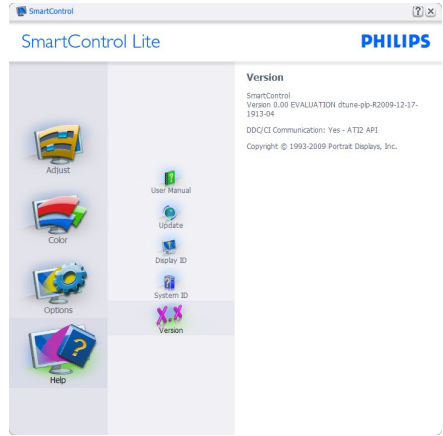 SmartControl
SmartControl Lite
PHILIPS
Adjust
Color
Options
Help
User Manual
Update
Display ID
System ID
X.X
Version
Version
SmartControl
Version 0.00 EVALUATION dtune-plp-R2009-12-17-
1913-04
DDC/CI Communication: Yes - ATI2 API
Copyright © 1993-2009 Portrait Displays, Inc.